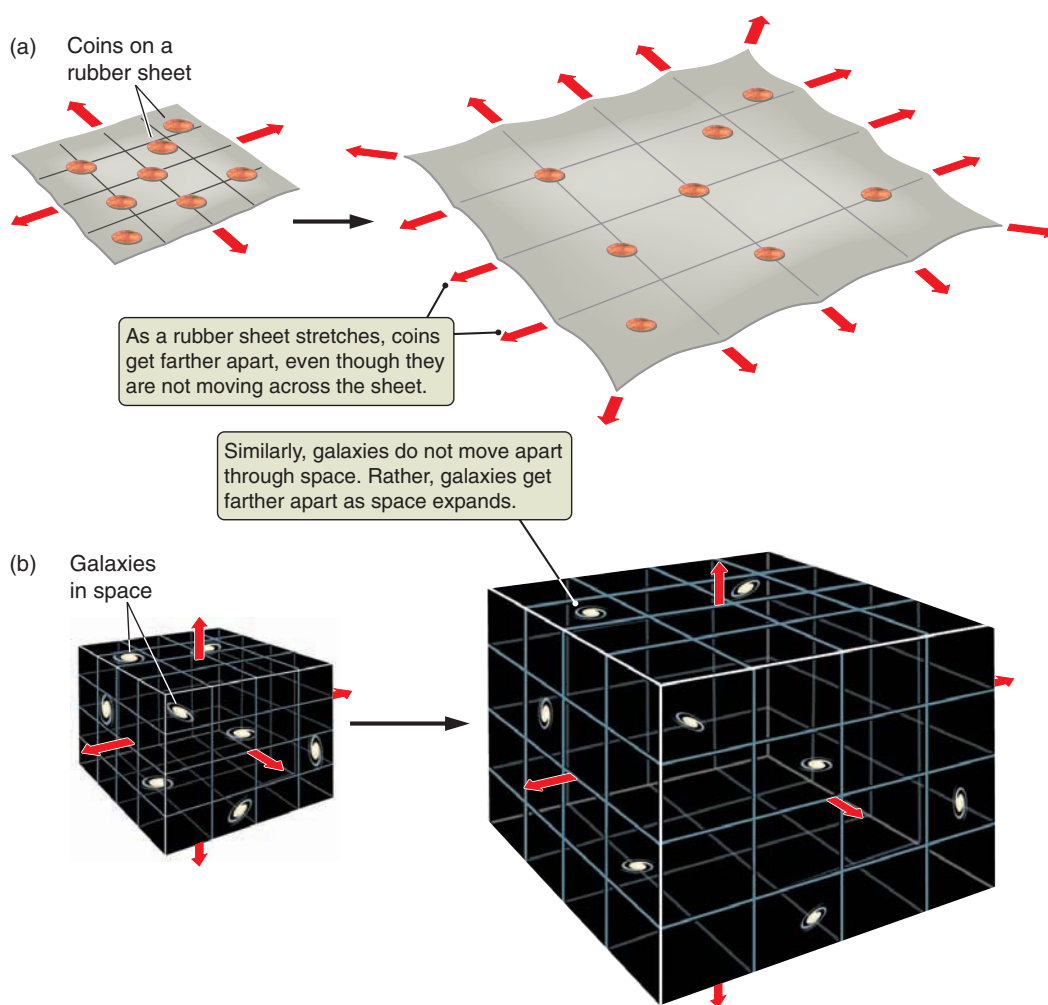 (a)
Coins on a
rubber sheet
As a rubber sheet stretches, coins
get farther apart, even though they
are not moving across the sheet.
Similarly, galaxies do not move apart
through space. Rather, galaxies get
farther apart as space expands.
(b)
Galaxies
in space